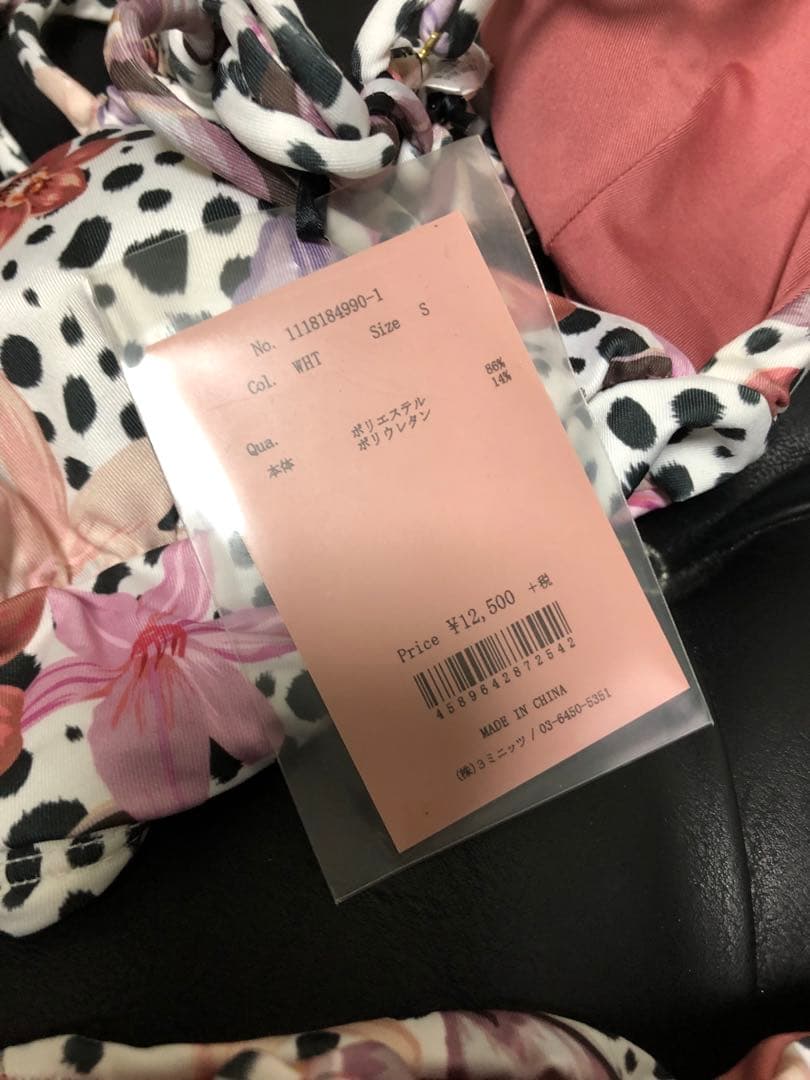 No. 1118184990-1
Col. WHT Size S
Qua. ポリエステル 86%
本体 ポリウレタン 14%
Price ¥12,500 +税
4589642872542
MADE IN CHINA
(株)3ミニッツ / 03-6450-5351